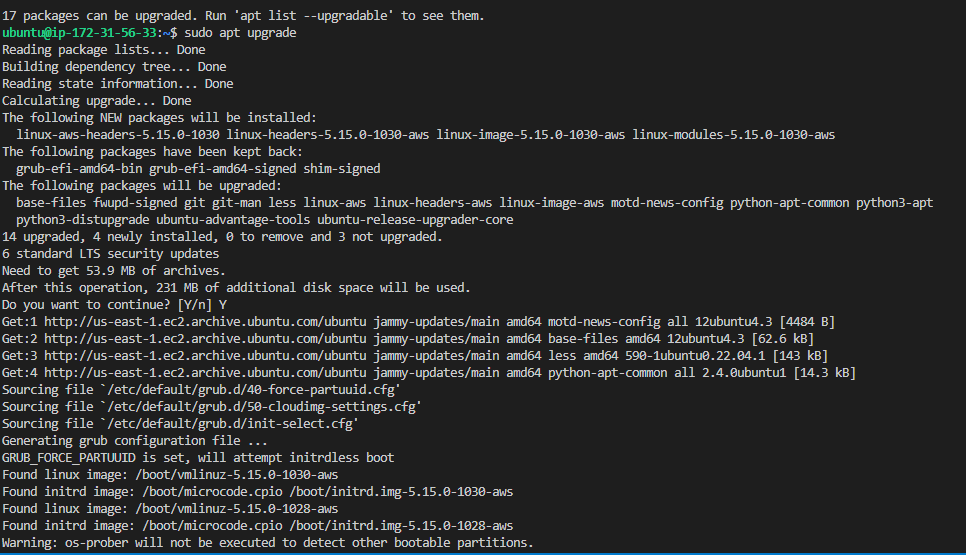 17 packages can be upgraded. Run 'apt list --upgradable' to see them.
ubuntu@ip-172-31-56-33:~$ sudo apt upgrade
Reading package lists... Done
Building dependency tree... Done
Reading state information... Done
Calculating upgrade... Done
The following NEW packages will be installed:
  linux-aws-headers-5.15.0-1030 linux-headers-5.15.0-1030-aws linux-image-5.15.0-1030-aws linux-modules-5.15.0-1030-aws
The following packages have been kept back:
  grub-efi-amd64-bin grub-efi-amd64-signed shim-signed
The following packages will be upgraded:
  base-files fwupd-signed git git-man less linux-aws linux-headers-aws linux-image-aws motd-news-config python-apt-common python3-apt
  python3-distupgrade ubuntu-advantage-tools ubuntu-release-upgrader-core
14 upgraded, 4 newly installed, 0 to remove and 3 not upgraded.
6 standard LTS security updates
Need to get 53.9 MB of archives.
After this operation, 231 MB of additional disk space will be used.
Do you want to continue? [Y/n] Y
Get:1 http://us-east-1.ec2.archive.ubuntu.com/ubuntu jammy-updates/main amd64 motd-news-config all 12ubuntu4.3 [4484 B]
Get:2 http://us-east-1.ec2.archive.ubuntu.com/ubuntu jammy-updates/main amd64 base-files amd64 12ubuntu4.3 [62.6 kB]
Get:3 http://us-east-1.ec2.archive.ubuntu.com/ubuntu jammy-updates/main amd64 less amd64 590-1ubuntu0.22.04.1 [143 kB]
Get:4 http://us-east-1.ec2.archive.ubuntu.com/ubuntu jammy-updates/main amd64 python-apt-common all 2.4.0ubuntu1 [14.3 kB]
Sourcing file `/etc/default/grub.d/40-force-partuuid.cfg'
Sourcing file `/etc/default/grub.d/50-cloudimg-settings.cfg'
Sourcing file `/etc/default/grub.d/init-select.cfg'
Generating grub configuration file ...
GRUB_FORCE_PARTUUID is set, will attempt initrdless boot
Found linux image: /boot/vmlinuz-5.15.0-1030-aws
Found initrd image: /boot/microcode.cpio /boot/initrd.img-5.15.0-1030-aws
Found linux image: /boot/vmlinuz-5.15.0-1028-aws
Found initrd image: /boot/microcode.cpio /boot/initrd.img-5.15.0-1028-aws
Warning: os-prober will not be executed to detect other bootable partitions.